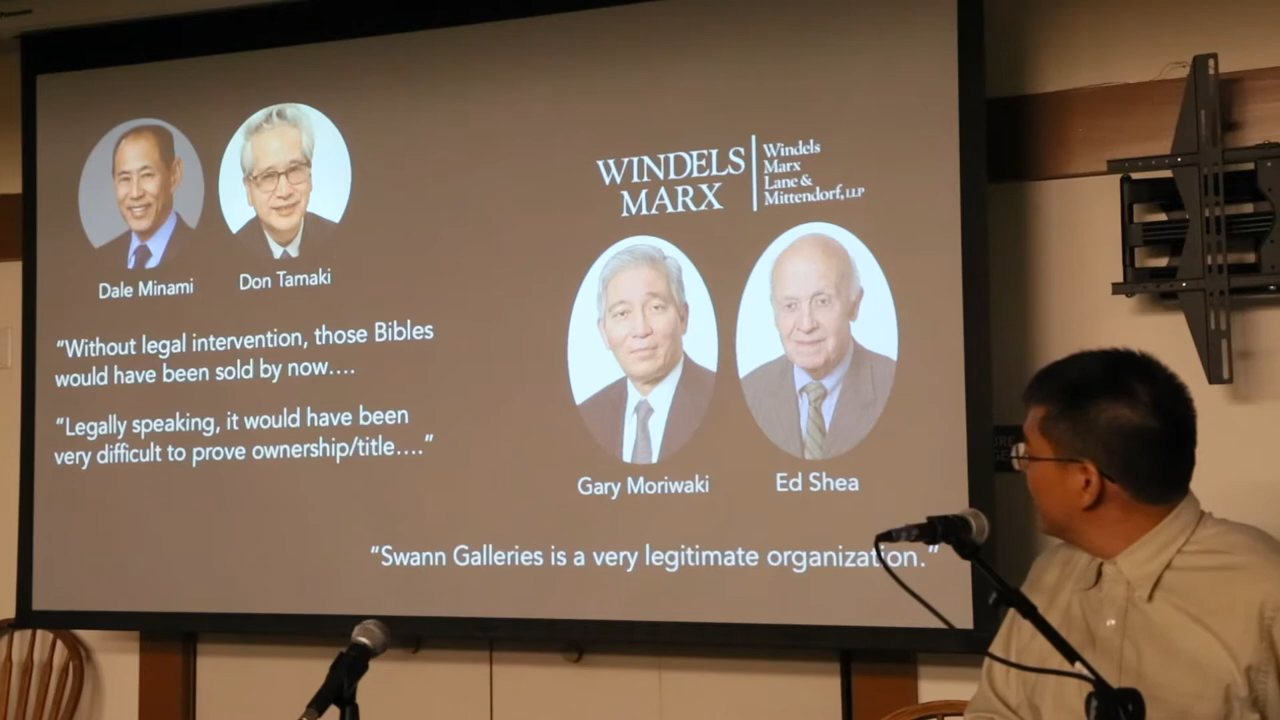 Dale Minami
Don Tamaki
“Without legal intervention, those Bibles
would have been sold by now....
“Legally speaking, it would have been
very difficult to prove ownership/title....”
WINDELS
MARX
Windels
Marx
Lane &
Mittendorf, LLP
Gary Moriwaki
Ed Shea
“Swann Galleries is a very legitimate organization.”